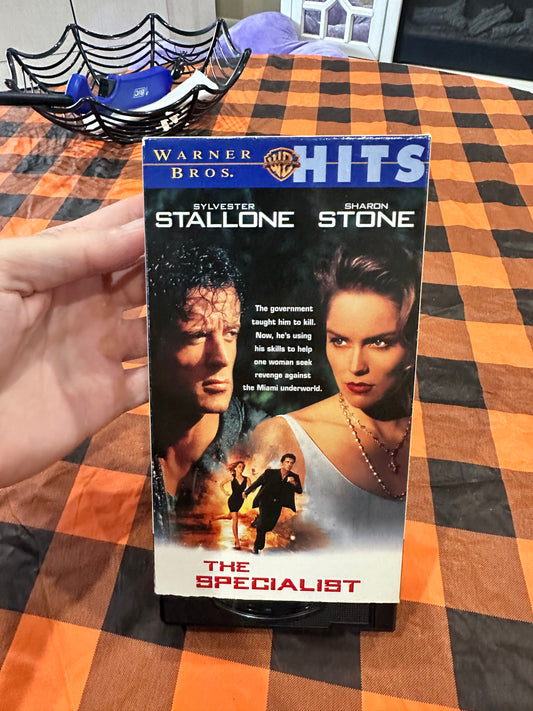 WARNER BROS. WB HITS
SYLVESTER STALLONE
SHARON STONE
The government
taught him to kill.
Now, he's using
his skills to help
one woman seek
revenge against
the Miami underworld.
THE
SPECIALIST
BIC